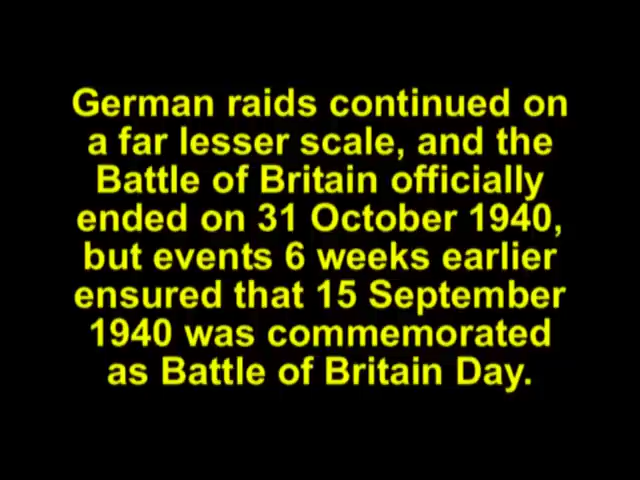 German raids continued on
a far lesser scale, and the
Battle of Britain officially
ended on 31 October 1940,
but events 6 weeks earlier
ensured that 15 September
1940 was commemorated
as Battle of Britain Day.